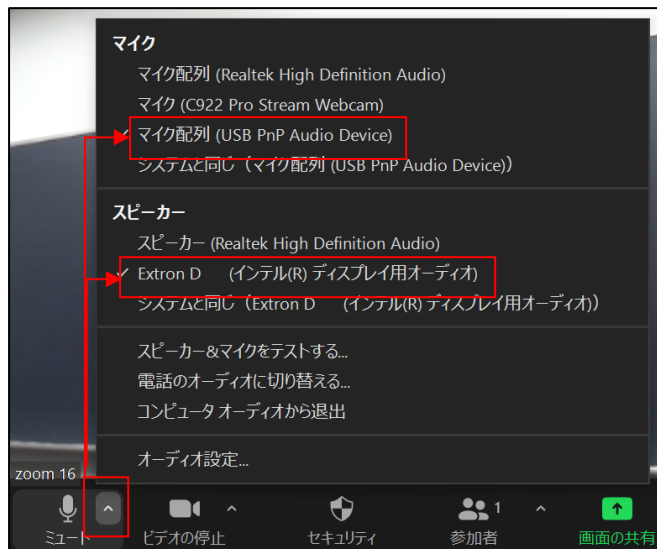 マイク
マイク配列 (Realtek High Definition Audio)
マイク (C922 Pro Stream Webcam)
✓ マイク配列 (USB PnP Audio Device)
システムと同じ（マイク配列 (USB PnP Audio Device)）
スピーカー
スピーカー (Realtek High Definition Audio)
✓ Extron D (インテル(R) ディスプレイ用オーディオ)
システムと同じ（Extron D (インテル(R) ディスプレイ用オーディオ)）
スピーカー&マイクをテストする...
電話のオーディオに切り替える...
コンピュータ オーディオから退出
オーディオ設定...
zoom 16
ミュート ビデオの停止 セキュリティ 参加者 1 画面の共有